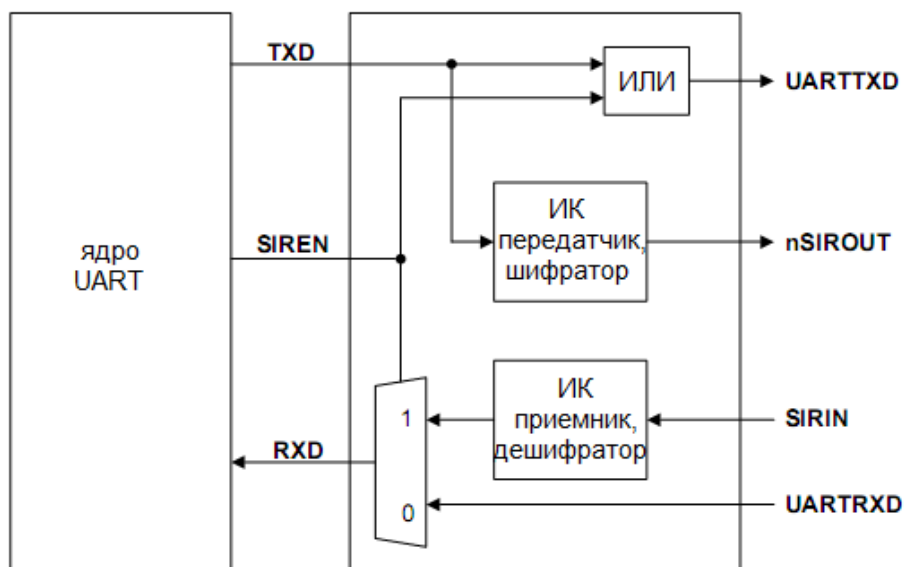 TXD
ИЛИ
UARTTXD
ИК
передатчик,
шифратор
nSIROUT
ядро
UART
SIREN
ИК
приемник,
дешифратор
SIRIN
1
RXD
0
UARTRXD